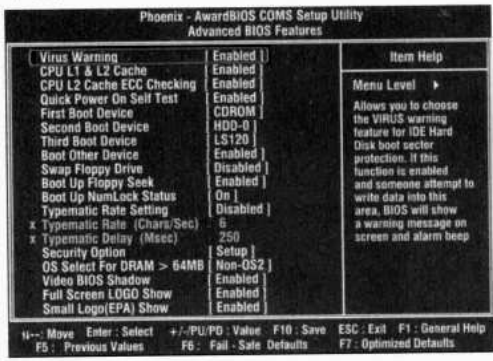 Phoenix - AwardBIOS COMS Setup Utility
Advanced BIOS Features
Virus Warning [ Enabled ]
CPU L1 & L2 Cache [ Enabled ]
CPU L2 Cache ECC Checking [ Enabled ]
Quick Power On Self Test [ Enabled ]
First Boot Device [ CDROM ]
Second Boot Device [ HDD-0 ]
Third Boot Device [ LS120 ]
Boot Other Device [ Enabled ]
Swap Floppy Drive [ Disabled ]
Boot Up Floppy Seek [ Enabled ]
Boot Up NumLock Status [ On ]
Typematic Rate Setting [ Disabled ]
x Typematic Rate (Chars/Sec) 6
x Typematic Delay (Msec) 250
Security Option [ Setup ]
OS Select For DRAM > 64MB [ Non-OS2 ]
Video BIOS Shadow [ Enabled ]
Full Screen LOGO Show [ Enabled ]
Small Logo(EPA) Show [ Enabled ]
Item Help
Menu Level ▸
Allows you to choose
the VIRUS warning
feature for IDE Hard
Disk boot sector
protection. If this
function is enabled
and someone attempt to
write data into this
area, BIOS will show
a warning message on
screen and alarm beep
↑↓→←: Move Enter : Select +/-/PU/PD : Value F10 : Save ESC : Exit F1 : General Help
F5 : Previous Values F6 : Fail - Safe Defaults F7 : Optimized Defaults